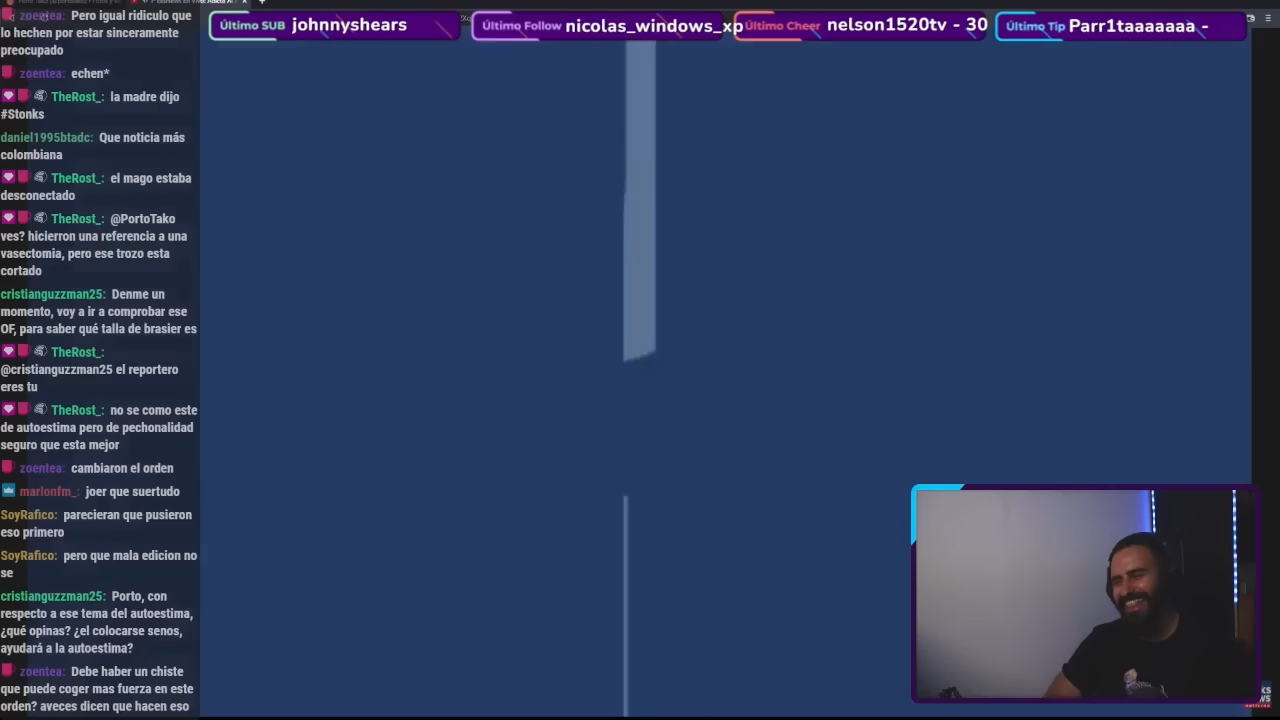 Pero igual ridiculo que
lo hechen por estar sinceramente
preocupado
zoentea: echen*
TheRost_: la madre dijo
#Stonks
daniel1995btadc: Que noticia más
colombiana
TheRost_: el mago estaba
desconectado
TheRost_: @PortoTako
ves? hicierron una referencia a una
vasectomia, pero ese trozo esta
cortado
cristianguzzman25: Denme un
momento, voy a ir a comprobar ese
OF, para saber qué talla de brasier es
TheRost_:
@cristianguzzman25 el reportero
eres tu
TheRost_: no se como este
de autoestima pero de pechonalidad
seguro que esta mejor
zoentea: cambiaron el orden
marlonfm_: joer que suertudo
SoyRafico: parecieran que pusieron
eso primero
SoyRafico: pero que mala edicion no
se
cristianguzzman25: Porto, con
respecto a ese tema del autoestima,
¿qué opinas? ¿el colocarse senos,
ayudará a la autoestima?
zoentea: Debe haber un chiste
que puede coger mas fuerza en este
orden? aveces dicen que hacen eso
Último SUB johnnyshears
Último Follow nicolas_windows_xp
Último Cheer nelson1520tv - 30
Último Tip Parr1taaaaaaa -